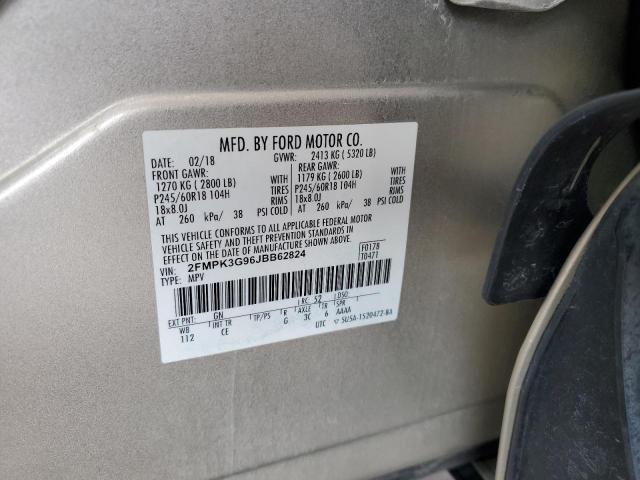 MFD. BY FORD MOTOR CO.
DATE: 02/18 GVWR: 2413 KG ( 5320 LB)
FRONT GAWR: REAR GAWR:
1270 KG ( 2800 LB) WITH 1179 KG ( 2600 LB) WITH
P245/60R18 104H TIRES P245/60R18 104H TIRES
18x8.0J RIMS 18x8.0J RIMS
AT 260 kPa/ 38 PSI COLD AT 260 kPa/ 38 PSI COLD
THIS VEHICLE CONFORMS TO ALL APPLICABLE FEDERAL MOTOR
VEHICLE SAFETY AND THEFT PREVENTION STANDARDS IN
EFFECT ON THE DATE OF MANUFACTURE SHOWN ABOVE.
VIN: 2FMPK3G96JBB62824 F0178
TYPE: MPV T0471
EXT PNT: GN RC: 52 DSO:
WB INT TR TP/PS R AXLE TR SPR
112 CE G 3C 6 AAAA
UTC ▽ 5USA-1520472-BA